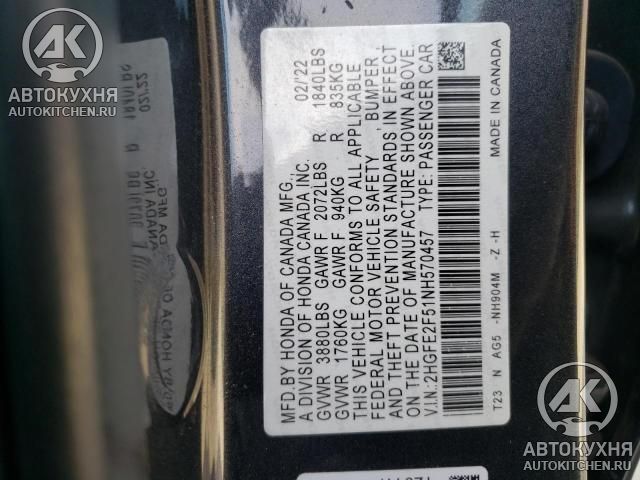 MFD.BY HONDA OF CANADA MFG., 02/'22
A DIVISION OF HONDA CANADA INC.
GVWR 3880LBS GAWR F 2072LBS R 1840LBS
GVWR 1760KG GAWR F 940KG R 835KG
THIS VEHICLE CONFORMS TO ALL APPLICABLE
FEDERAL MOTOR VEHICLE SAFETY, BUMPER,
AND THEFT PREVENTION STANDARDS, IN EFFECT
ON THE DATE OF MANUFACTURE SHOWN ABOVE.
V.I.N.:2HGFE2F51NH570457 TYPE: PASSENGER CAR
T23 N AG5 -NH904M -Z -H MADE IN CANADA
АК
АВТОКУХНЯ
AUTOKITCHEN.RU
АК
АВТОКУХНЯ
AUTOKITCHEN.RU